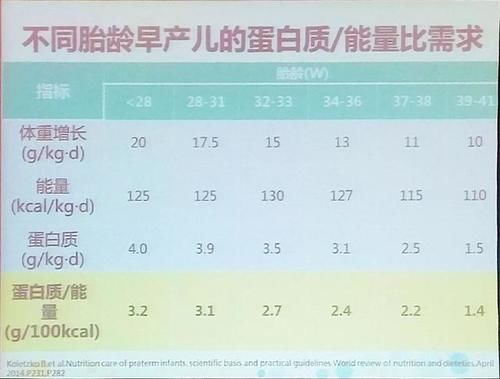 不同胎龄早产儿的蛋白质/能量比需求
指标
胎龄(W)
<28 28-31 32-33 34-36 37-38 39-41
体重增长
(g/kg·d)
20 17.5 15 13 11 10
能量
(kcal/kg·d)
125 125 130 127 115 110
蛋白质
(g/kg·d)
4.0 3.9 3.5 3.1 2.5 1.5
蛋白质/能
量
(g/100kcal)
3.2 3.1 2.7 2.4 2.2 1.4
Koletzko B.et al.Nutrition care of preterm infants. scientific basis and practical guidelines World review of nutrition and dietetics.April
2014.P231,P282